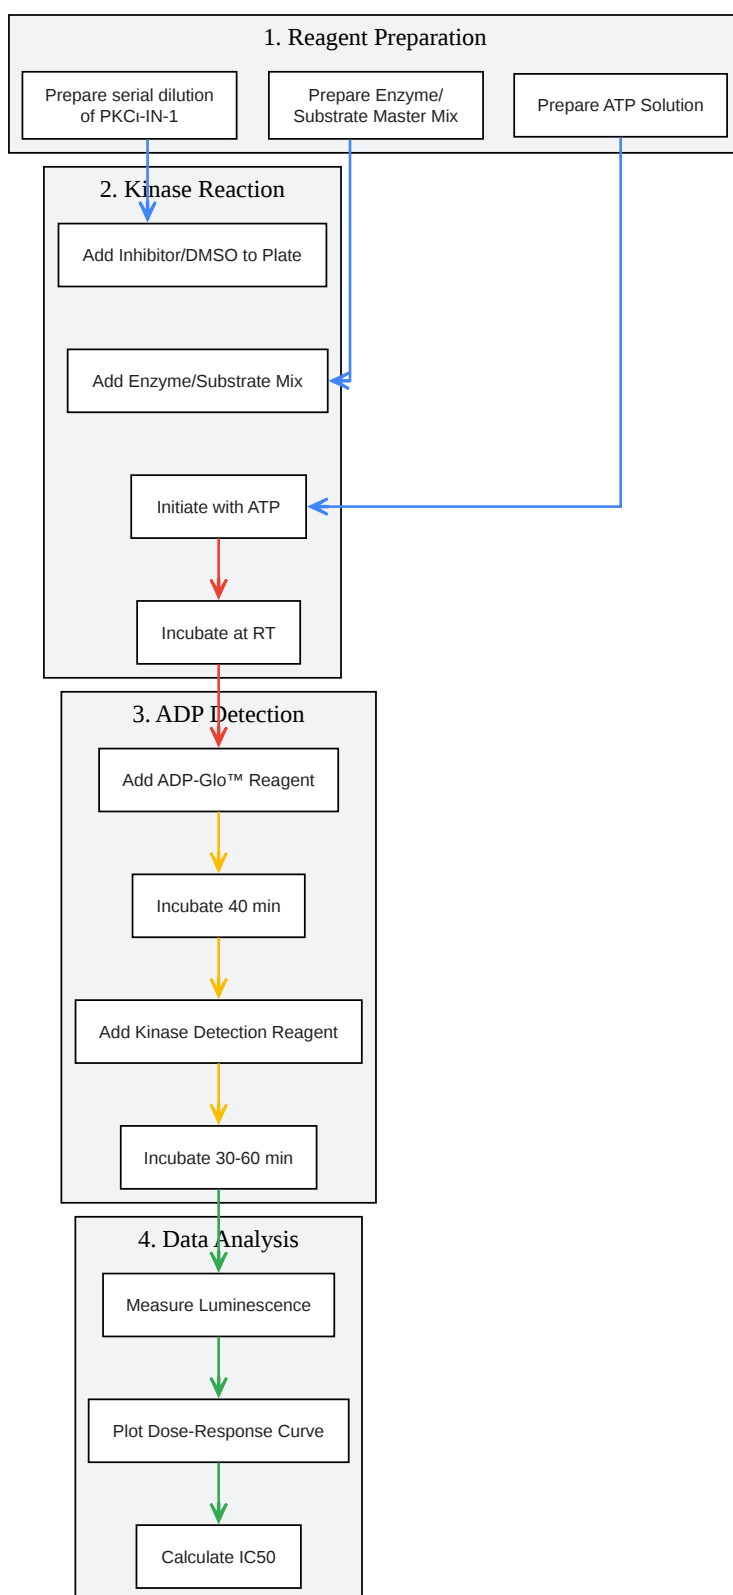 1. Reagent Preparation
Prepare serial dilution
of PKCι-IN-1
Prepare Enzyme/
Substrate Master Mix
Prepare ATP Solution
2. Kinase Reaction
Add Inhibitor/DMSO to Plate
Add Enzyme/Substrate Mix
Initiate with ATP
Incubate at RT
3. ADP Detection
Add ADP-Glo™ Reagent
Incubate 40 min
Add Kinase Detection Reagent
Incubate 30-60 min
4. Data Analysis
Measure Luminescence
Plot Dose-Response Curve
Calculate IC50